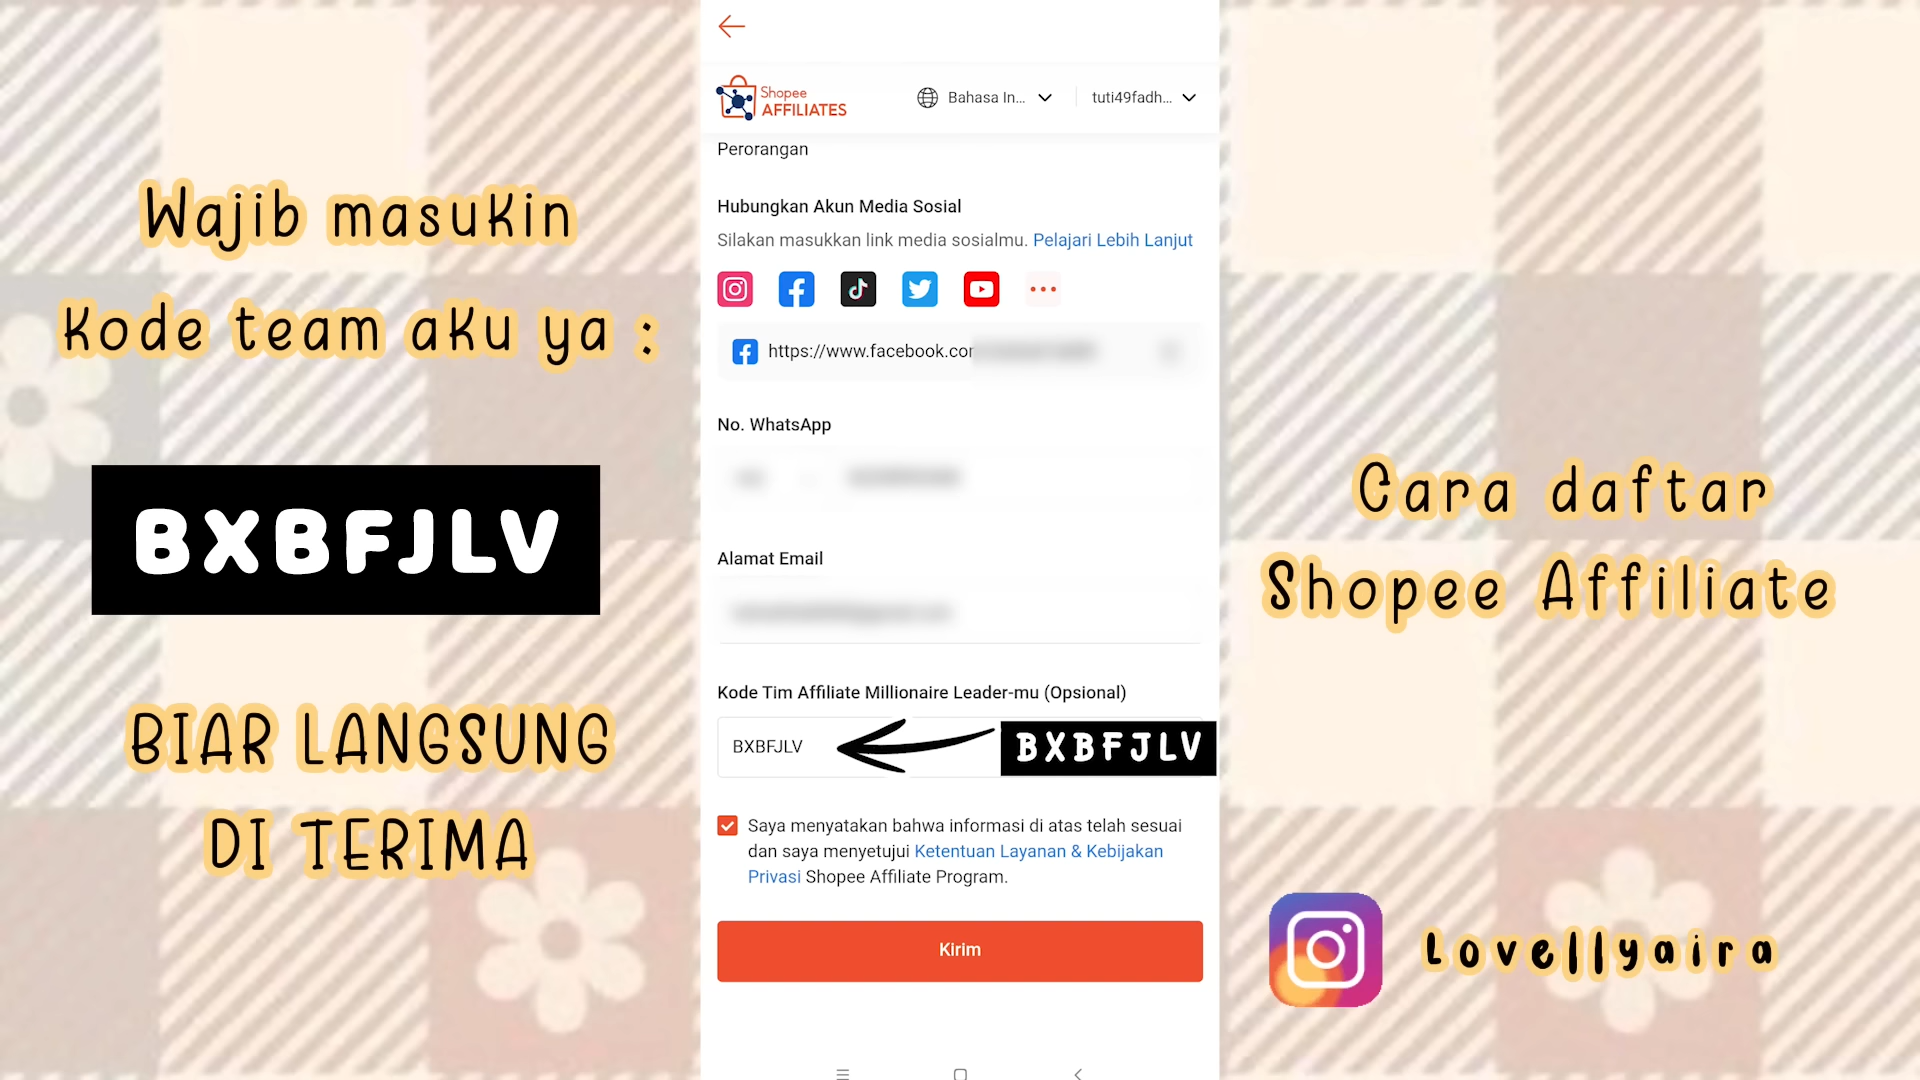 Wajib masukin
kode team aku ya :
BXBFJLV
BIAR LANGSUNG
DI TERIMA
Shopee
AFFILIATES
Bahasa In...
tuti49fadh...
Perorangan
Hubungkan Akun Media Sosial
Silakan masukkan link media sosialmu. Pelajari Lebih Lanjut
https://www.facebook.com
No. WhatsApp
Alamat Email
Kode Tim Affiliate Millionaire Leader-mu (Opsional)
BXBFJLV
BXBFJLV
Saya menyatakan bahwa informasi di atas telah sesuai
dan saya menyetujui Ketentuan Layanan & Kebijakan
Privasi Shopee Affiliate Program.
Kirim
Cara daftar
Shopee Affiliate
Lovellyaira